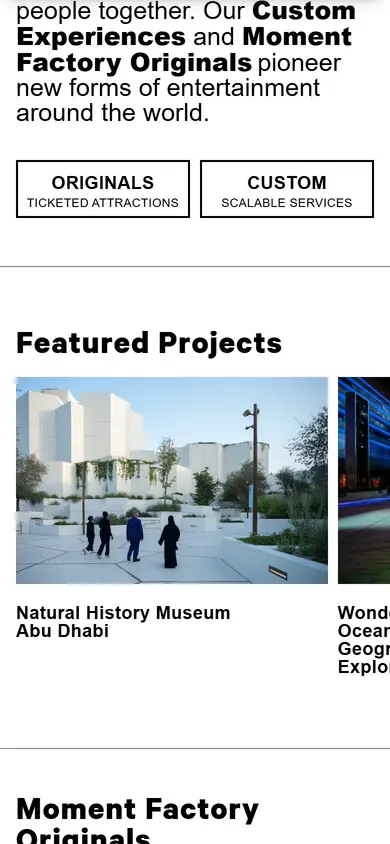 people together. Our Custom
Experiences and Moment
Factory Originals pioneer
new forms of entertainment
around the world.
ORIGINALS
TICKETED ATTRACTIONS
CUSTOM
SCALABLE SERVICES
Featured Projects
Natural History Museum
Abu Dhabi
Moment Factory
Originals